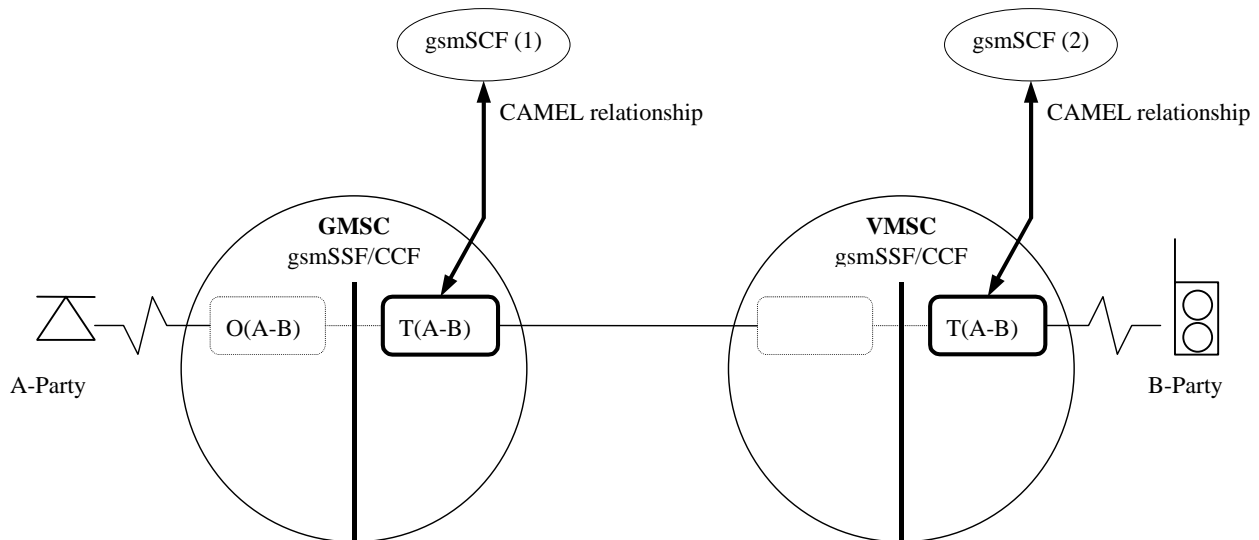 gsmSCF (1)
gsmSCF (2)
CAMEL relationship
CAMEL relationship
GMSC
gsmSSF/CCF
VMSC
gsmSSF/CCF
O(A-B)
T(A-B)
T(A-B)
A-Party
B-Party